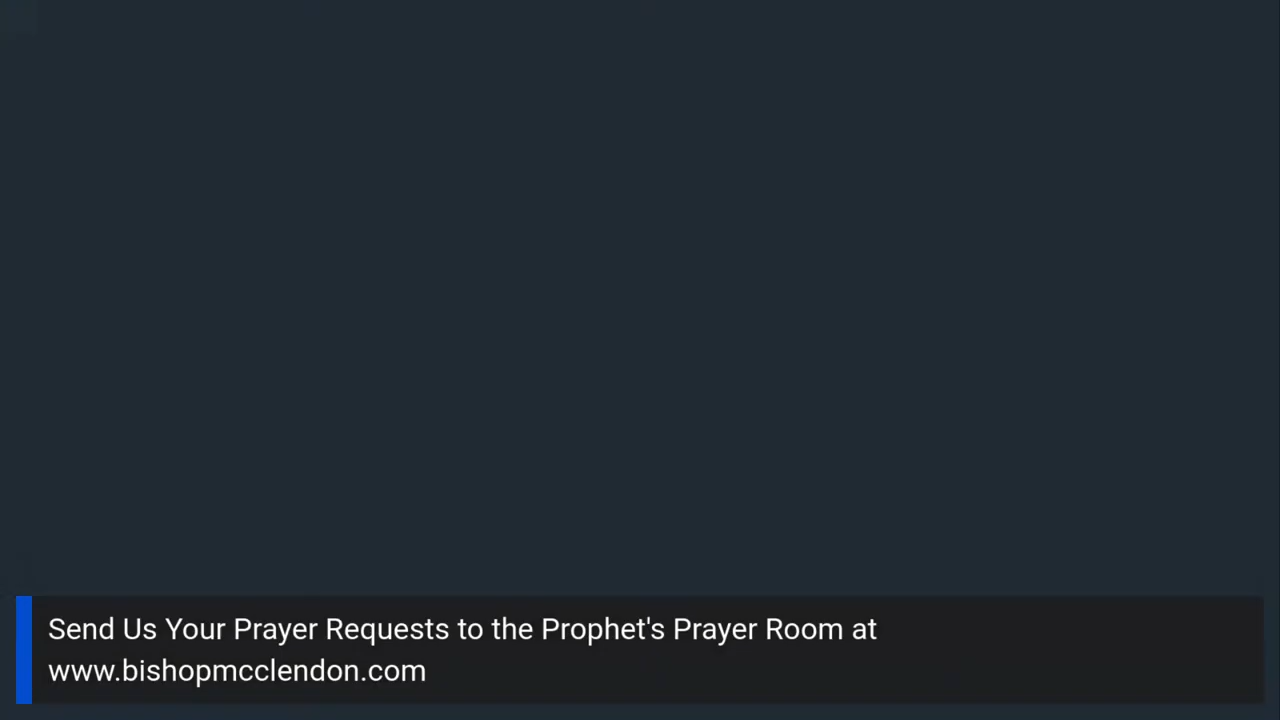 Send Us Your Prayer Requests to the Prophet's Prayer Room at
www.bishopmcclendon.com